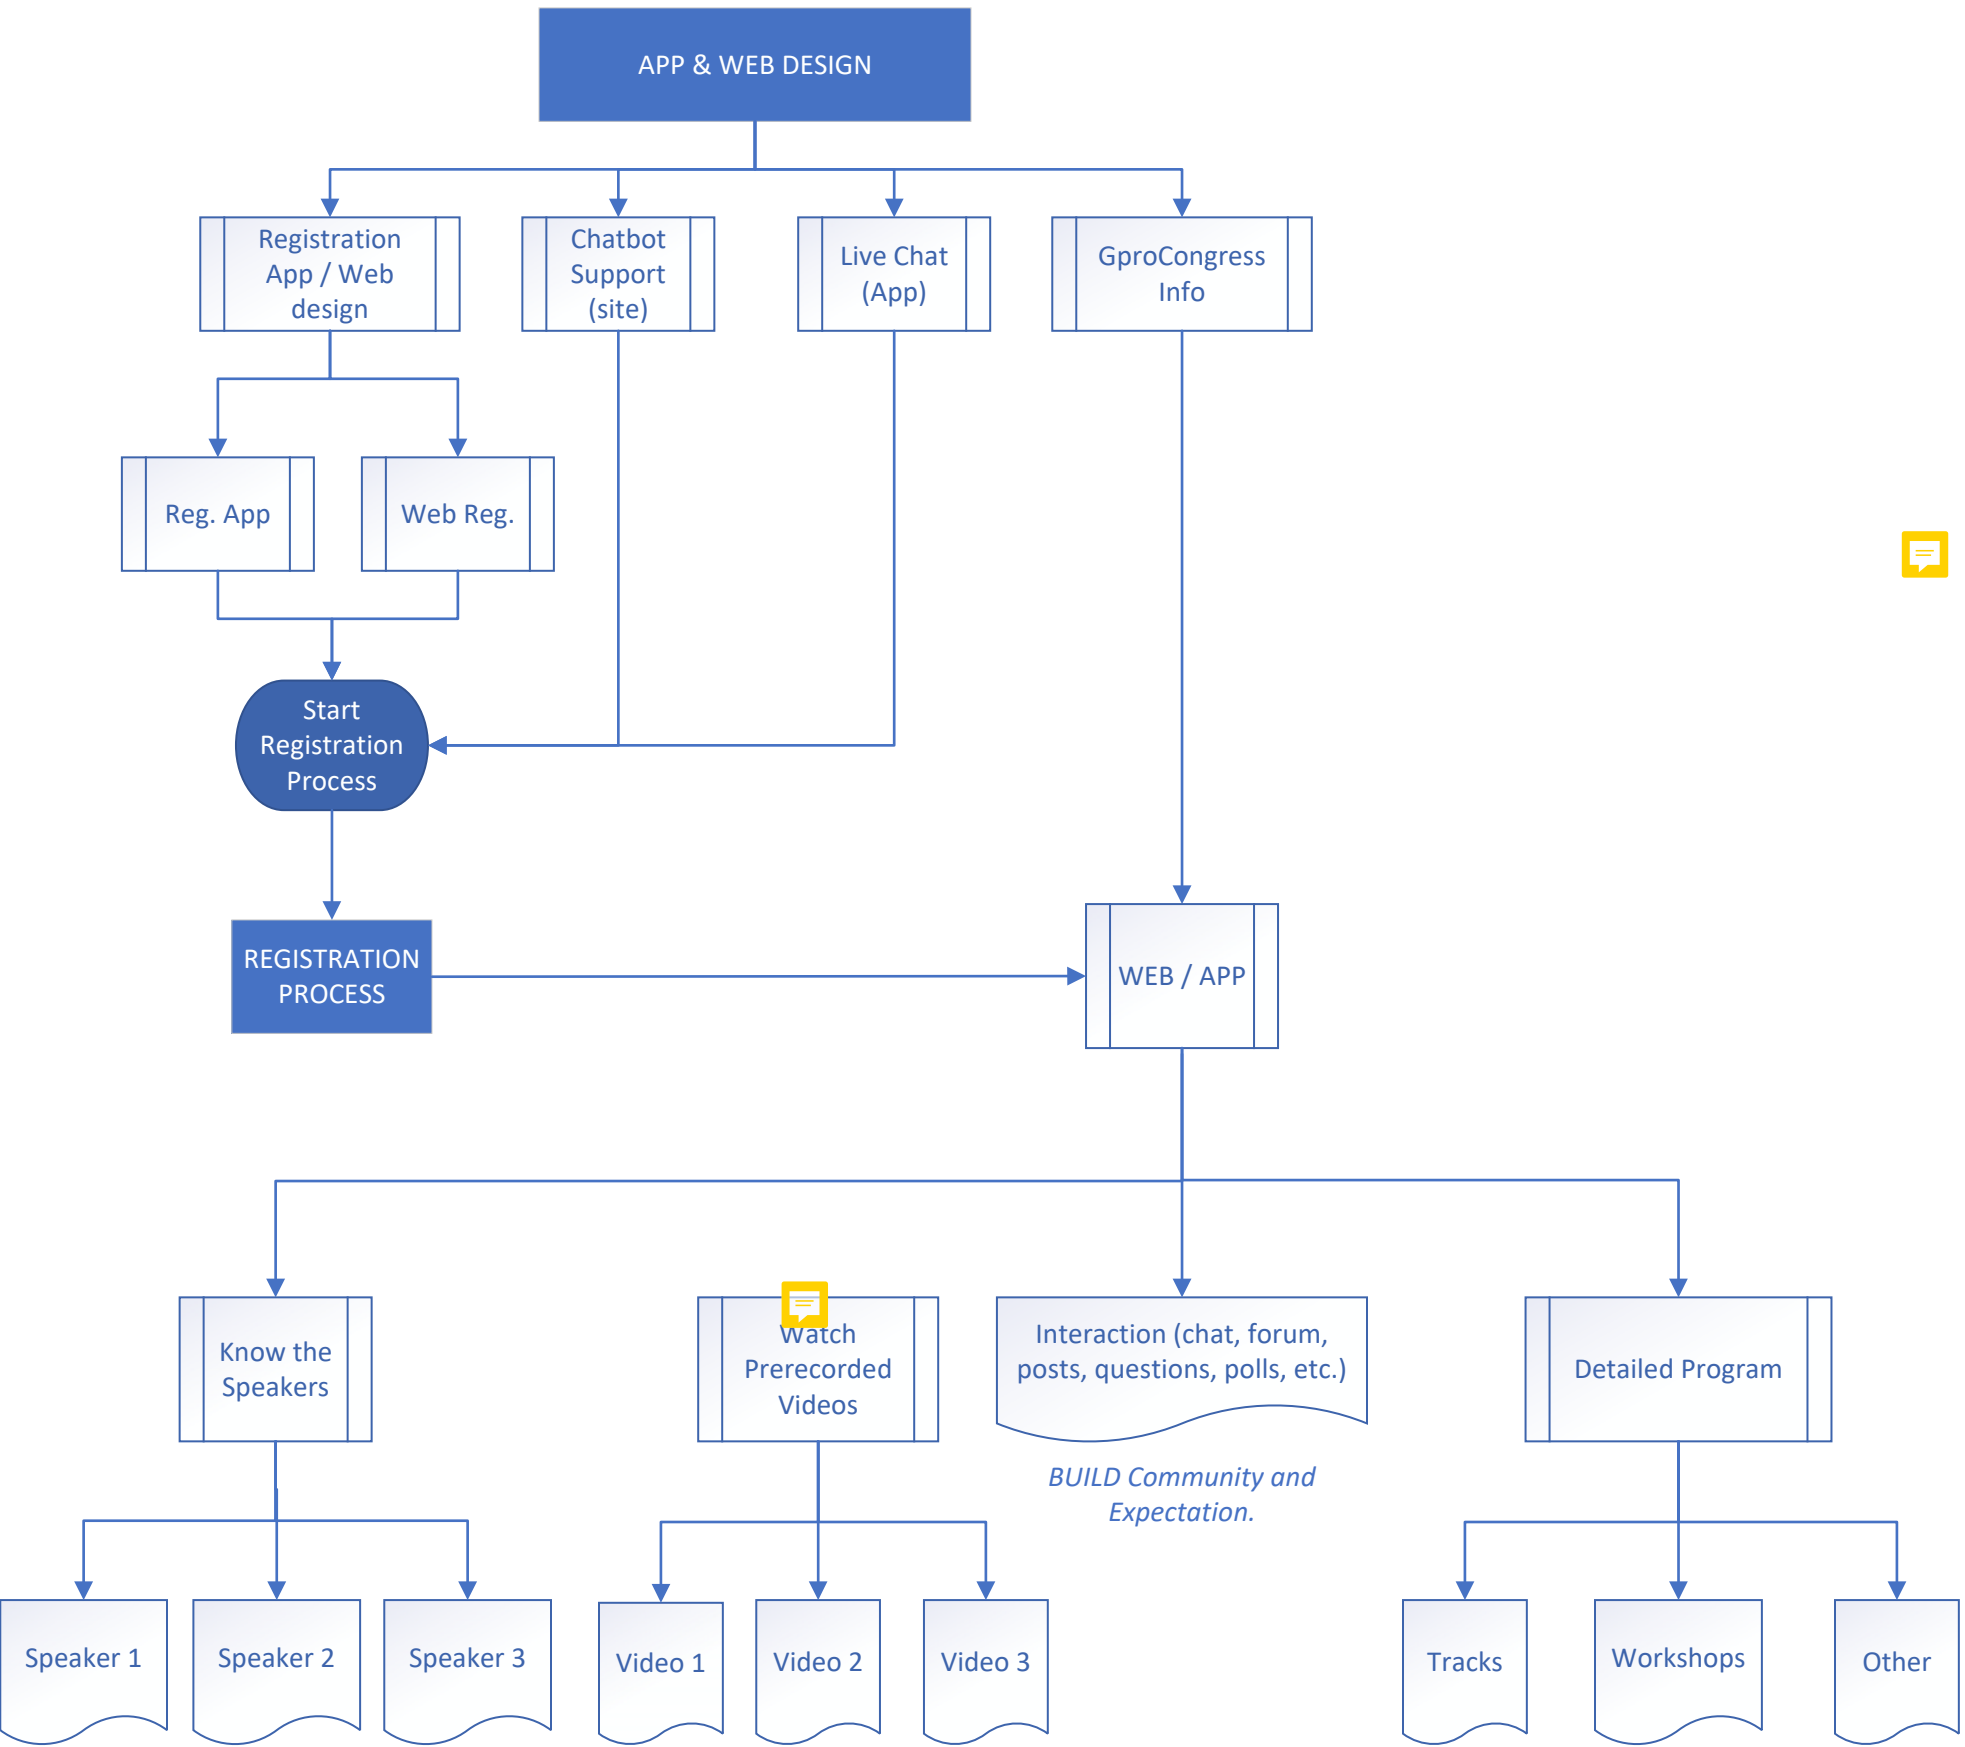 APP & WEB DESIGN
Registration
App / Web
design
Chatbot
Support
(site)
Live Chat
(App)
GproCongress
Info
Reg. App
Web Reg.
Start
Registration
Process
REGISTRATION
PROCESS
WEB / APP
Know the
Speakers
Watch
Prerecorded
Videos
Interaction (chat, forum,
posts, questions, polls, etc.)
Detailed Program
BUILD Community and
Expectation.
Speaker 1
Speaker 2
Speaker 3
Video 1
Video 2
Video 3
Tracks
Workshops
Other